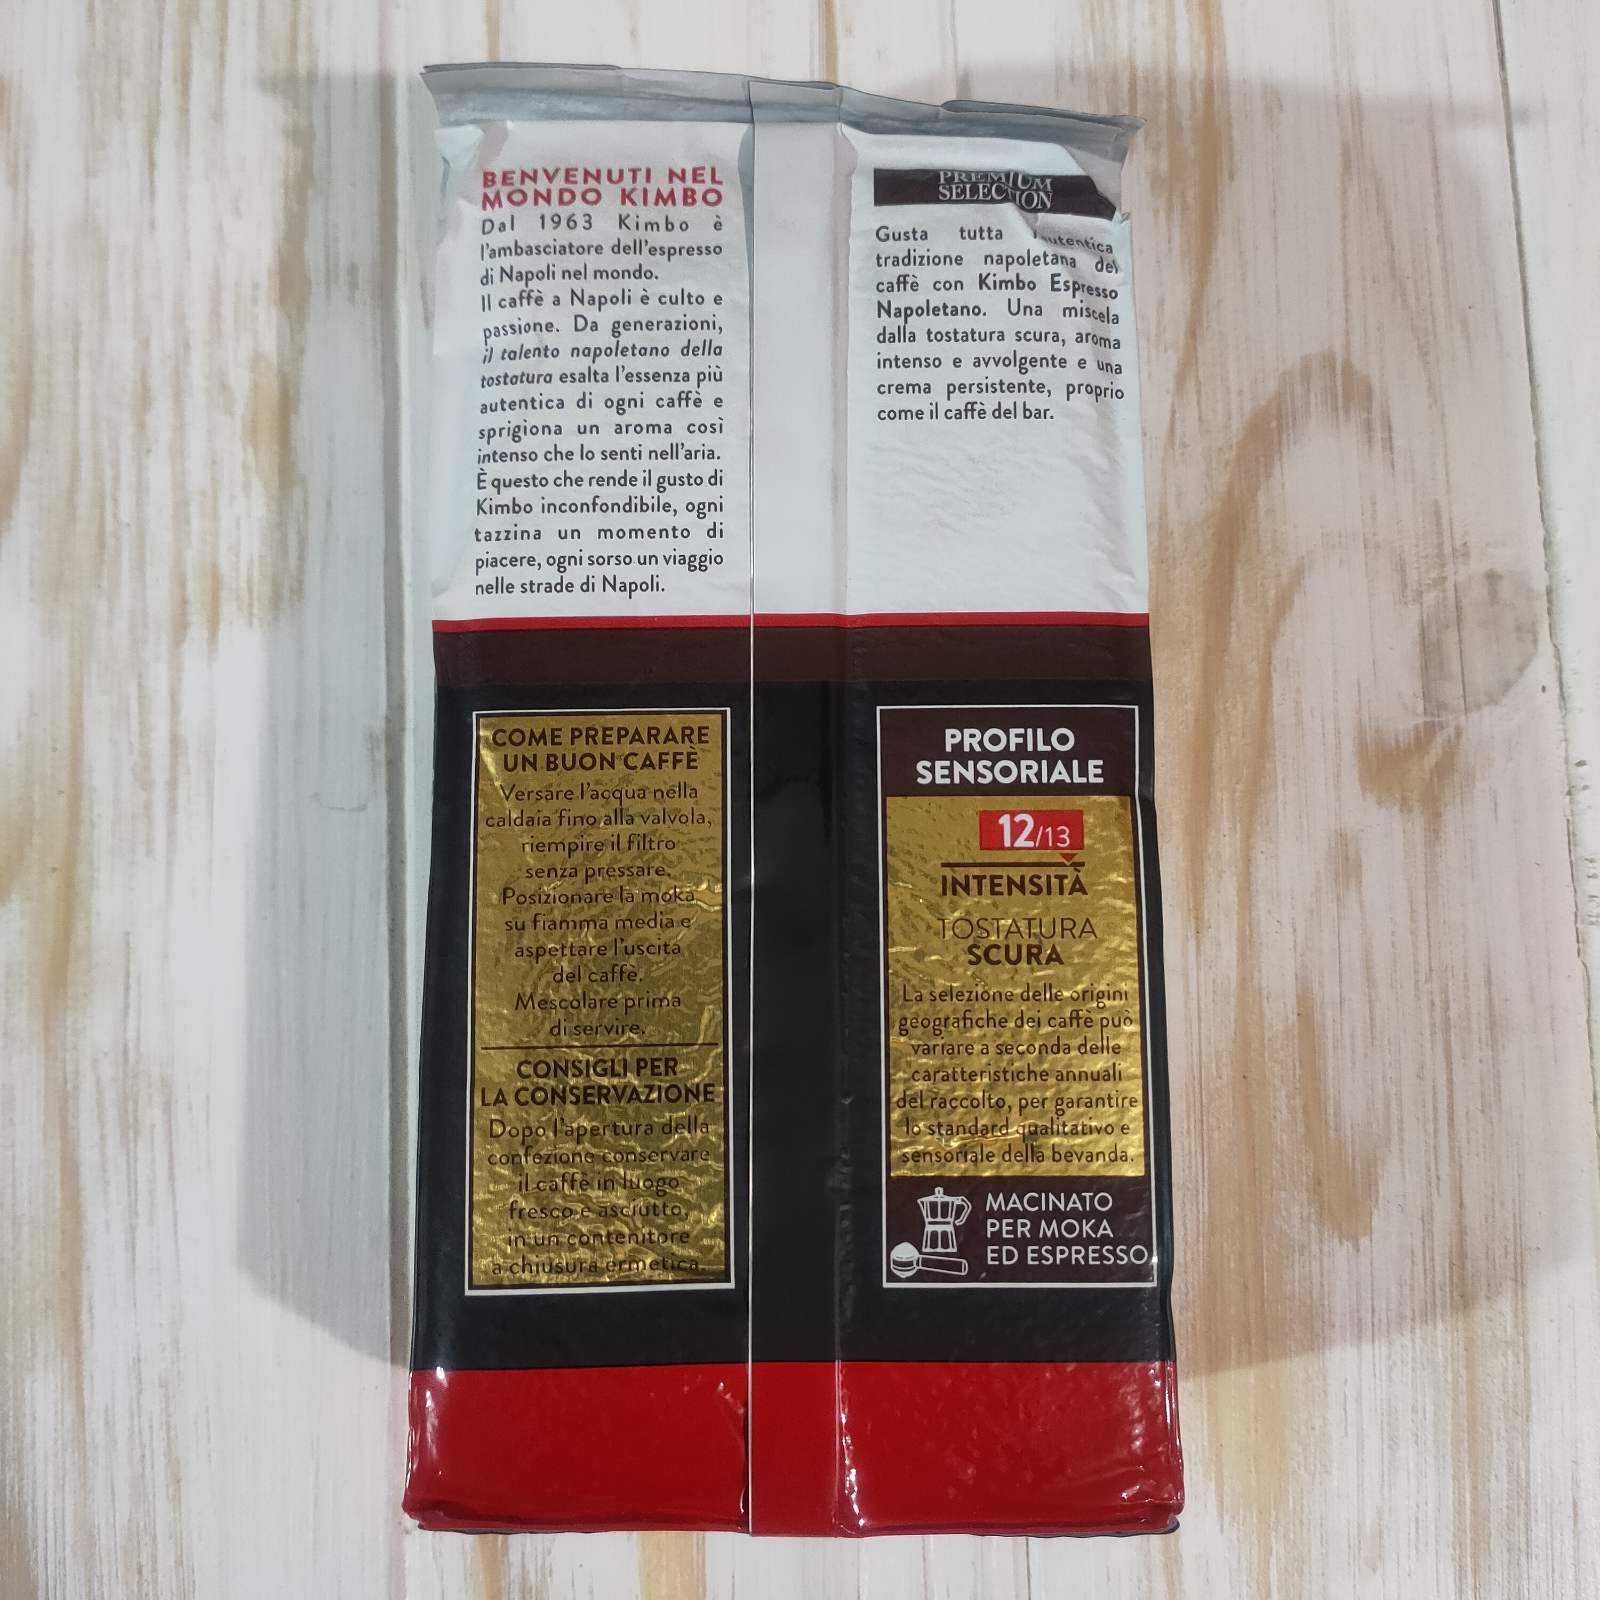 BENVENUTI NEL
MONDO KIMBO
Dal 1963 Kimbo è
l'ambasciatore dell'espresso
di Napoli nel mondo.
Il caffè a Napoli è culto e
passione. Da generazioni,
il talento napoletano della
tostatura esalta l'essenza più
autentica di ogni caffè e
sprigiona un aroma così
intenso che lo senti nell'aria.
È questo che rende il gusto di
Kimbo inconfondibile, ogni
tazzina un momento di
piacere, ogni sorso un viaggio
nelle strade di Napoli.
PREMIUM
SELECTION
Gusta tutta l'autentica
tradizione napoletana del
caffè con Kimbo Espresso
Napoletano. Una miscela
dalla tostatura scura, aroma
intenso e avvolgente e una
crema persistente, proprio
come il caffè del bar.
COME PREPARARE
UN BUON CAFFÈ
Versare l'acqua nella
caldaia fino alla valvola,
riempire il filtro
senza pressare.
Posizionare la moka
su fiamma media e
aspettare l'uscita
del caffè.
Mescolare prima
di servire.
CONSIGLI PER
LA CONSERVAZIONE
Dopo l'apertura della
confezione conservare
il caffè in luogo
fresco e asciutto,
in un contenitore
a chiusura ermetica.
PROFILO
SENSORIALE
12/13
INTENSITÀ
TOSTATURA
SCURA
La selezione delle origini
geografiche dei caffè può
variare a seconda delle
caratteristiche annuali
del raccolto, per garantire
lo standard qualitativo e
sensoriale della bevanda.
MACINATO
PER MOKA
ED ESPRESSO